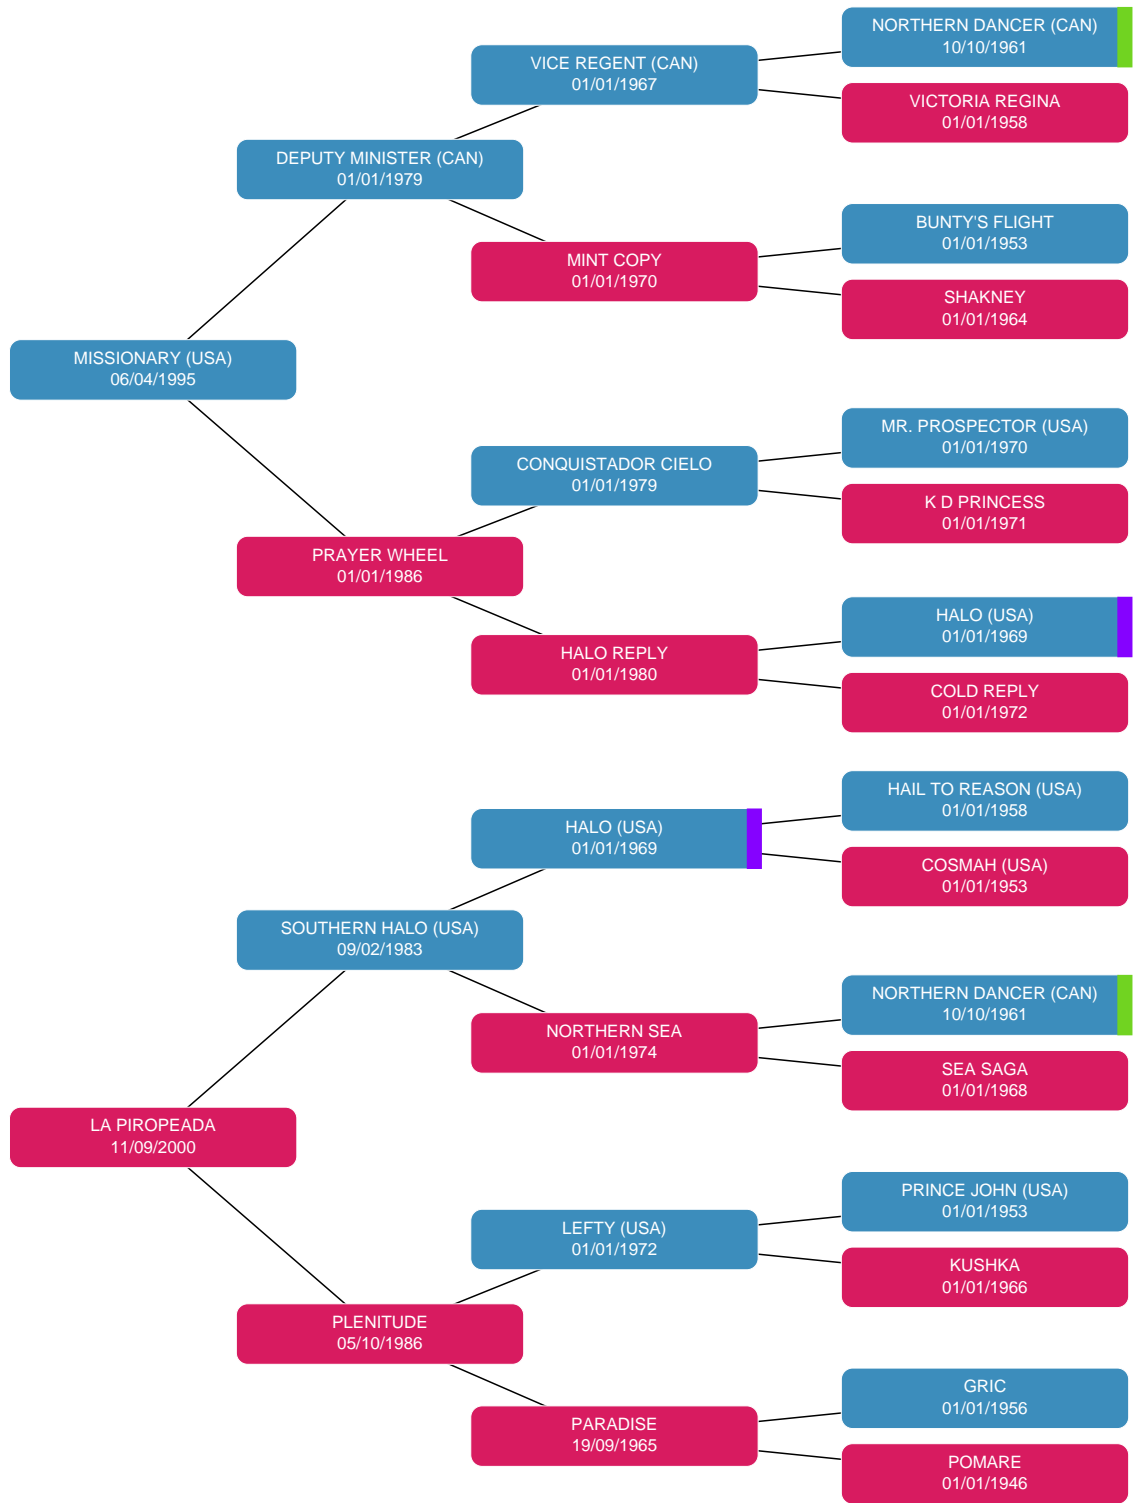 NORTHERN DANCER (CAN)
10/10/1961
VICE REGENT (CAN)
01/01/1967
VICTORIA REGINA
01/01/1958
DEPUTY MINISTER (CAN)
01/01/1979
BUNTY'S FLIGHT
01/01/1953
MINT COPY
01/01/1970
SHAKNEY
01/01/1964
MISSIONARY (USA)
06/04/1995
MR. PROSPECTOR (USA)
01/01/1970
CONQUISTADOR CIELO
01/01/1979
K D PRINCESS
01/01/1971
PRAYER WHEEL
01/01/1986
HALO (USA)
01/01/1969
HALO REPLY
01/01/1980
COLD REPLY
01/01/1972
HAIL TO REASON (USA)
01/01/1958
HALO (USA)
01/01/1969
COSMAH (USA)
01/01/1953
SOUTHERN HALO (USA)
09/02/1983
NORTHERN DANCER (CAN)
10/10/1961
NORTHERN SEA
01/01/1974
SEA SAGA
01/01/1968
LA PIROPEADA
11/09/2000
PRINCE JOHN (USA)
01/01/1953
LEFTY (USA)
01/01/1972
KUSHKA
01/01/1966
PLENITUDE
05/10/1986
GRIC
01/01/1956
PARADISE
19/09/1965
POMARE
01/01/1946